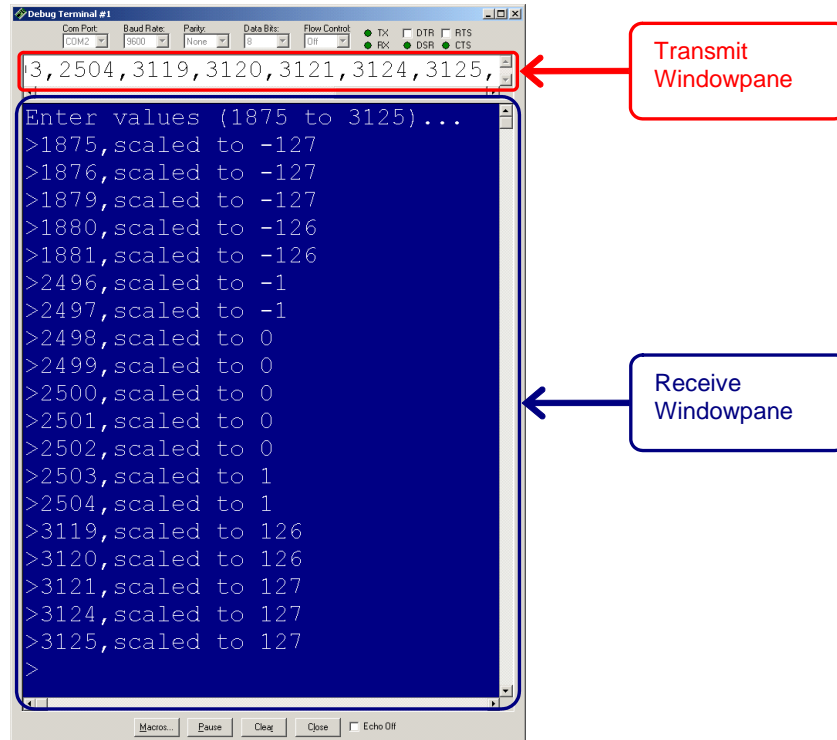 Debug Terminal #1
Com Port: Baud Rate: Parity: Data Bits: Flow Control: TX DTR RTS
COM2 9600 None 8 Off RX DSR CTS
3,2504,3119,3120,3121,3124,3125,
Transmit
Windowpane
Enter values (1875 to 3125)...
>1875,scaled to -127
>1876,scaled to -127
>1879,scaled to -127
>1880,scaled to -126
>1881,scaled to -126
>2496,scaled to -1
>2497,scaled to -1
>2498,scaled to 0
>2499,scaled to 0
>2500,scaled to 0
>2501,scaled to 0
>2502,scaled to 0
>2503,scaled to 1
>2504,scaled to 1
>3119,scaled to 126
>3120,scaled to 126
>3121,scaled to 127
>3124,scaled to 127
>3125,scaled to 127
>
Receive
Windowpane
Macros... Pause Clear Close Echo Off